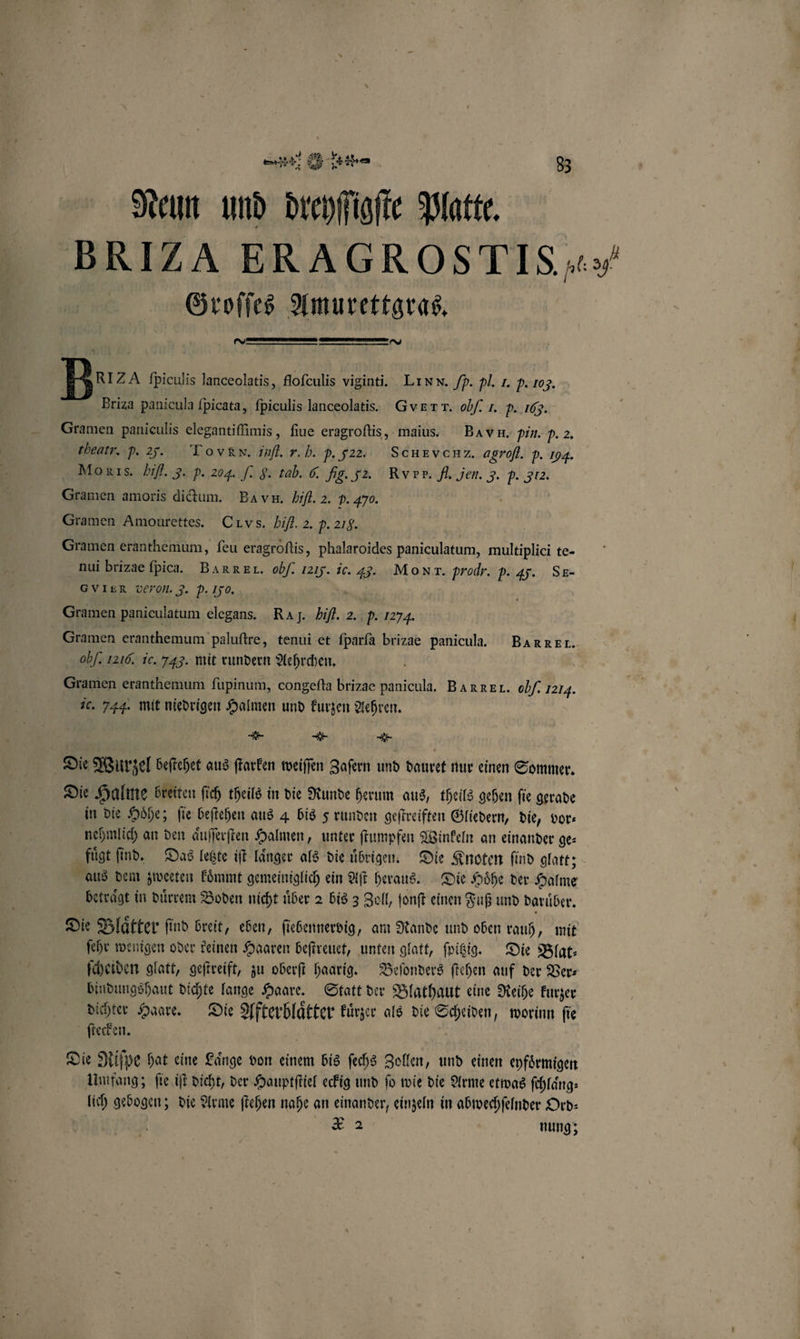 83
Neun und dreyſſigſte Platte.
BRIZA ERAGROSTIS.
Groſſes Amurettgras.
BRIZA ſpiculis lanceolatis, floſculis viginti. Linn. ſp. pl. 1. p. 103.
Briza panicula ſpicata, ſpiculis lanceolatis. Gvett. obſ. 1. p. 163.
Gramen paniculis elegantiſſimis, ſiue eragroſtis, maius. Bavh. pin. p. 2.
theatr. p. 25. Tovrn. inſt. r. h. p. 522. Schevchz. agroſt. p. 194.
Moris. hiſt. 3. p. 204. ſ. 8. tab. 6. fig. 52. Rvpp. fl. jen. 3. p. 312.
Gramen amoris dictum. Bavh. hiſt. 2. p. 470.
Gramen Amourettes. Clvs. hiſt. 2. p. 218.
Gramen eranthemum, ſeu eragroſtis, phalaroides paniculatum, multiplici te-
nui brizae ſpica. Barrel. obſ. 1215. ic. 43. Mont. prodr. p. 45. Se-
gvier veron. 3. p. 150.
Gramen paniculatum elegans. Raj. hiſt. 2. p. 1274.
Gramen eranthemum paluſtre, tenui et ſparſa brizae panicula. Barrel.
obſ. 1216. ic. 743. mit rundern Aehrchen.
Gramen eranthemum ſupinum, congeſta brizae panicula. Barrel. obſ. 1214.
ic. 744. mit niedrigen Halmen und kurzen Aehren.
Die Wurzel beſtehet aus ſtarken weiſſen Zaſern und dauret nur einen Sommer.
Die Halme breiten ſich theils in die Runde herum aus, theils gehen ſie gerade
in die Höhe; ſie beſtehen aus 4 bis 5 runden geſtreiften Gliedern, die, vor-
nehmlich an den äuſſerſten Halmen, unter ſtumpfen Winkeln an einander ge-
fügt ſind. Das letzte iſt länger als die übrigen. Die Knoten ſind glatt;
aus dem zweeten kömmt gemeiniglich ein Aſt heraus. Die Höhe der Halme
beträgt in dürrem Boden nicht über 2 bis 3 Zoll, ſonſt einen Fuß und darüber.
Die Blätter ſind breit, eben, ſiebennervig, am Rande und oben rauh, mit
ſehr wenigen oder keinen Haaren beſtreuet, unten glatt, ſpitzig. Die Blat-
ſcheiden glatt, geſtreift, zu oberſt haarig. Beſonders ſtehen auf der Ver-
bindungshaut dichte lange Haare. Statt der Blathaut eine Reihe kurzer
dichter Haare. Die Afterblätter kürzer als die Scheiden, worinn ſie
ſtecken.
Die Riſpe hat eine Länge von einem bis ſechs Zollen, und einen eyförmigen
Umfang; ſie iſt dicht, der Hauptſtiel eckig und ſo wie die Arme etwas ſchläng-
lich gebogen; die Arme ſtehen nahe an einander, einzeln in abwechſelnder Ord-
X 2 nung;